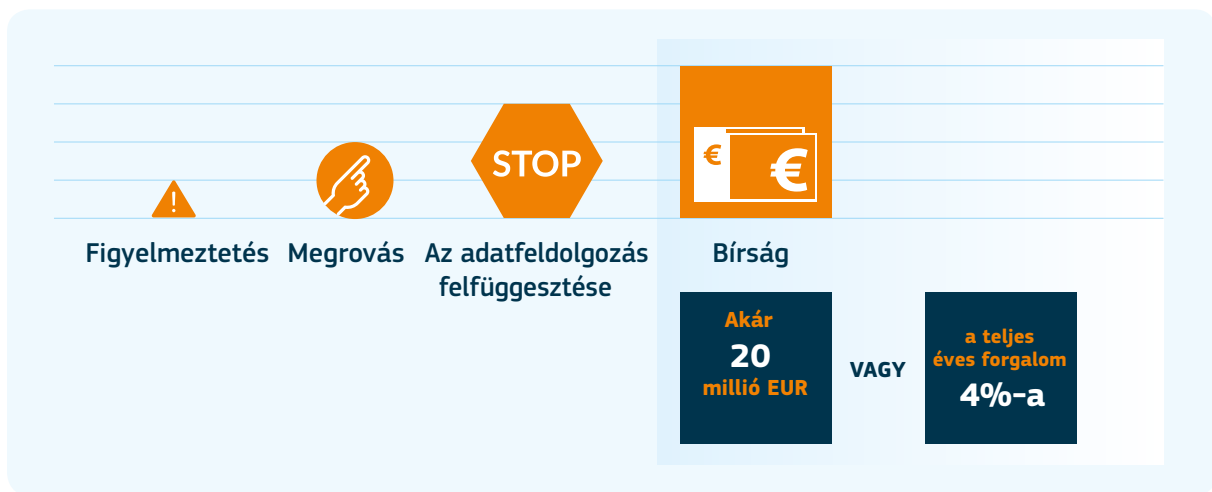 !
STOP
€
€
Figyelmeztetés
Megrovás
Az adatfeldolgozás
felfüggesztése
Bírság
Akár
20
millió EUR
VAGY
a teljes
éves forgalom
4%-a